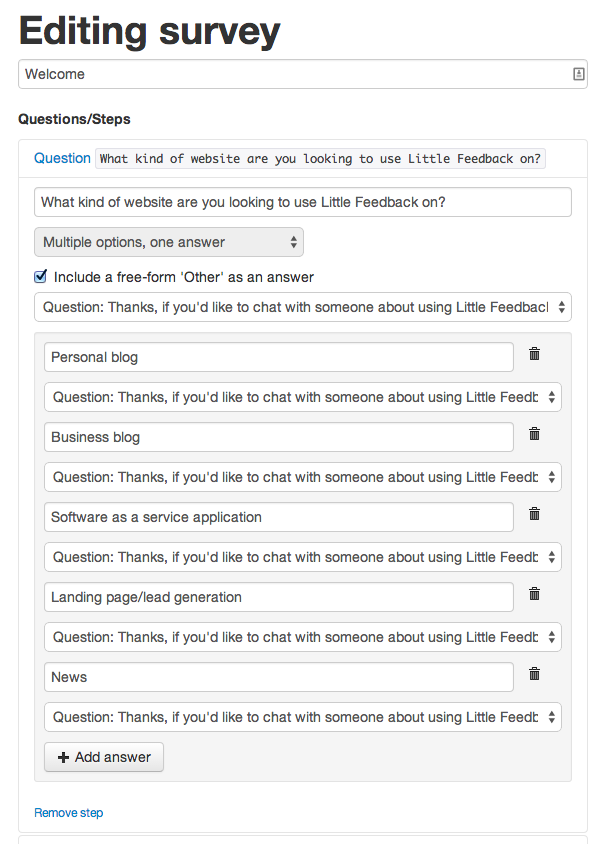 Editing survey
Welcome
Questions/Steps
Question What kind of website are you looking to use Little Feedback on?
What kind of website are you looking to use Little Feedback on?
Multiple options, one answer
Include a free-form 'Other' as an answer
Question: Thanks, if you'd like to chat with someone about using Little Feedbacl
Personal blog
Question: Thanks, if you'd like to chat with someone about using Little Feedb
Business blog
Question: Thanks, if you'd like to chat with someone about using Little Feedb
Software as a service application
Question: Thanks, if you'd like to chat with someone about using Little Feedb
Landing page/lead generation
Question: Thanks, if you'd like to chat with someone about using Little Feedb
News
Question: Thanks, if you'd like to chat with someone about using Little Feedb
Add answer
Remove step